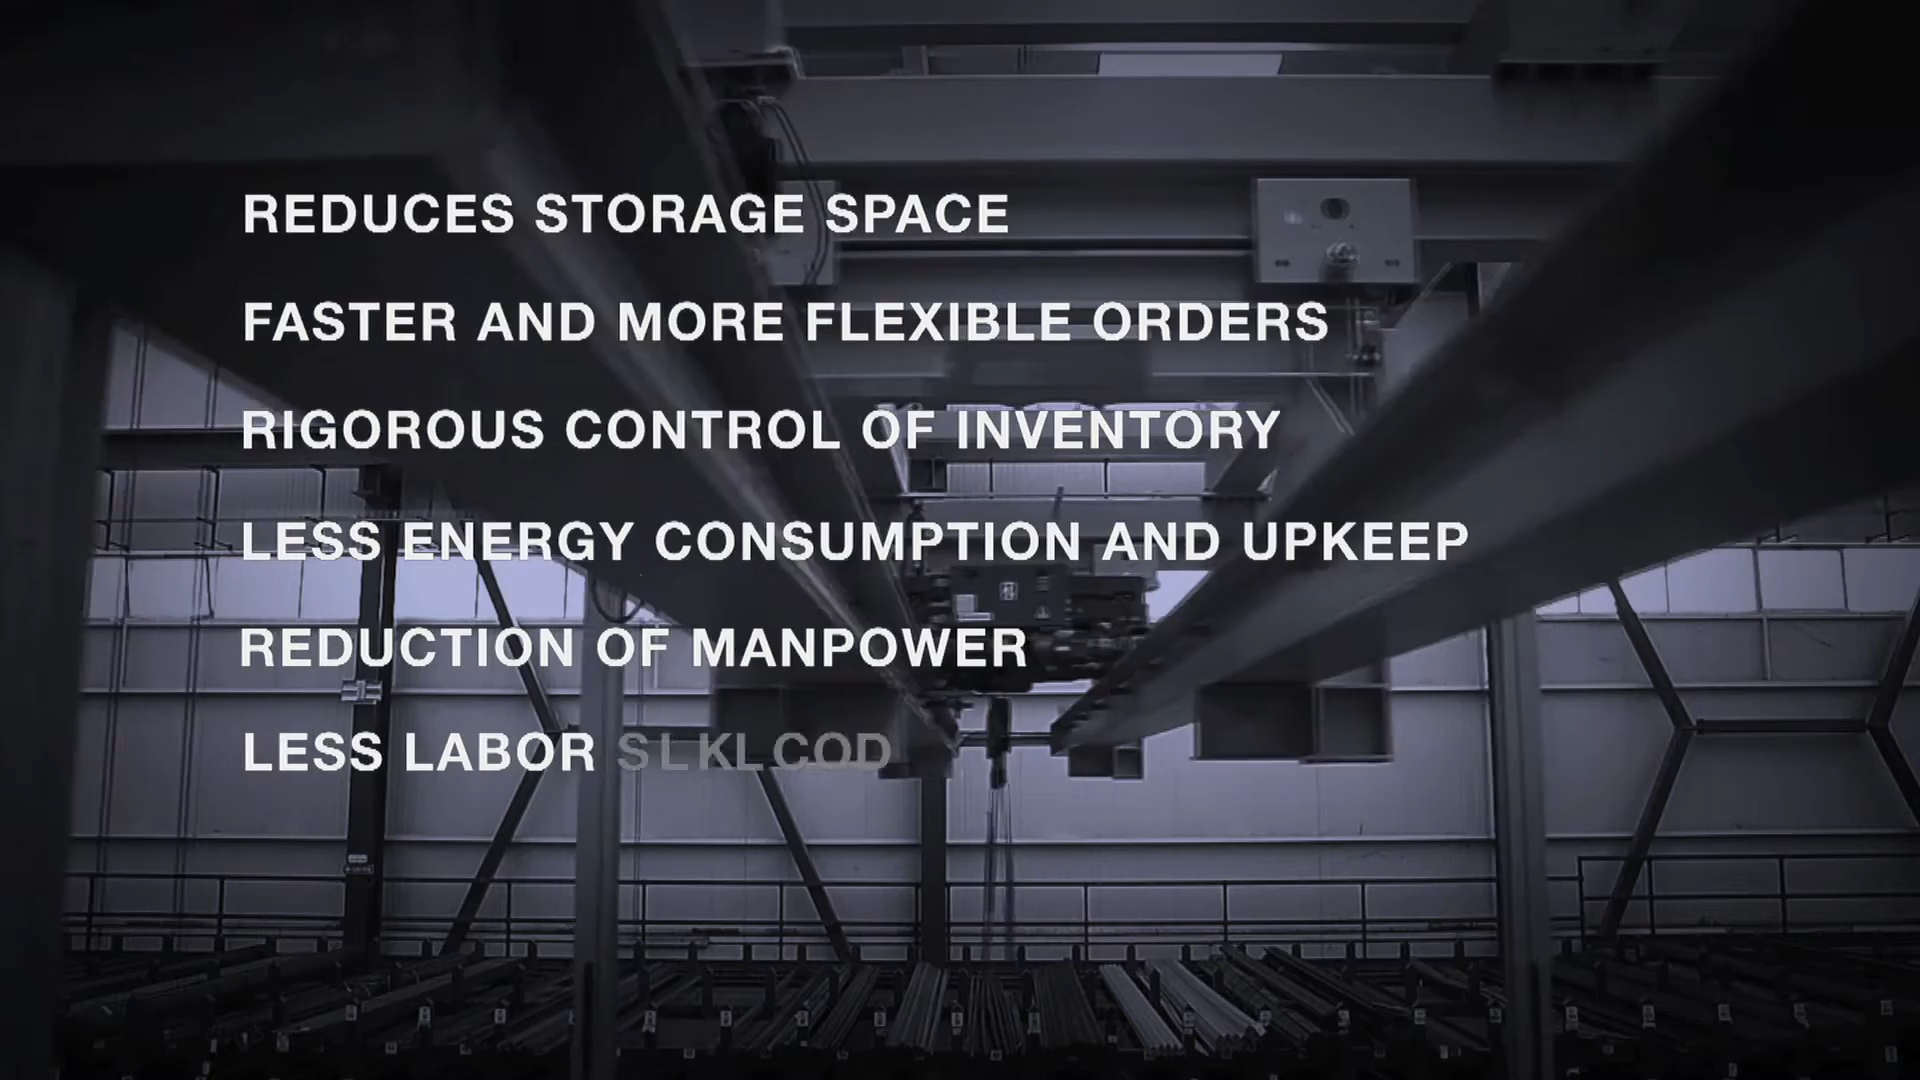 REDUCES STORAGE SPACE
FASTER AND MORE FLEXIBLE ORDERS
RIGOROUS CONTROL OF INVENTORY
LESS ENERGY CONSUMPTION AND UPKEEP
REDUCTION OF MANPOWER
LESS LABOR SLKLCOD